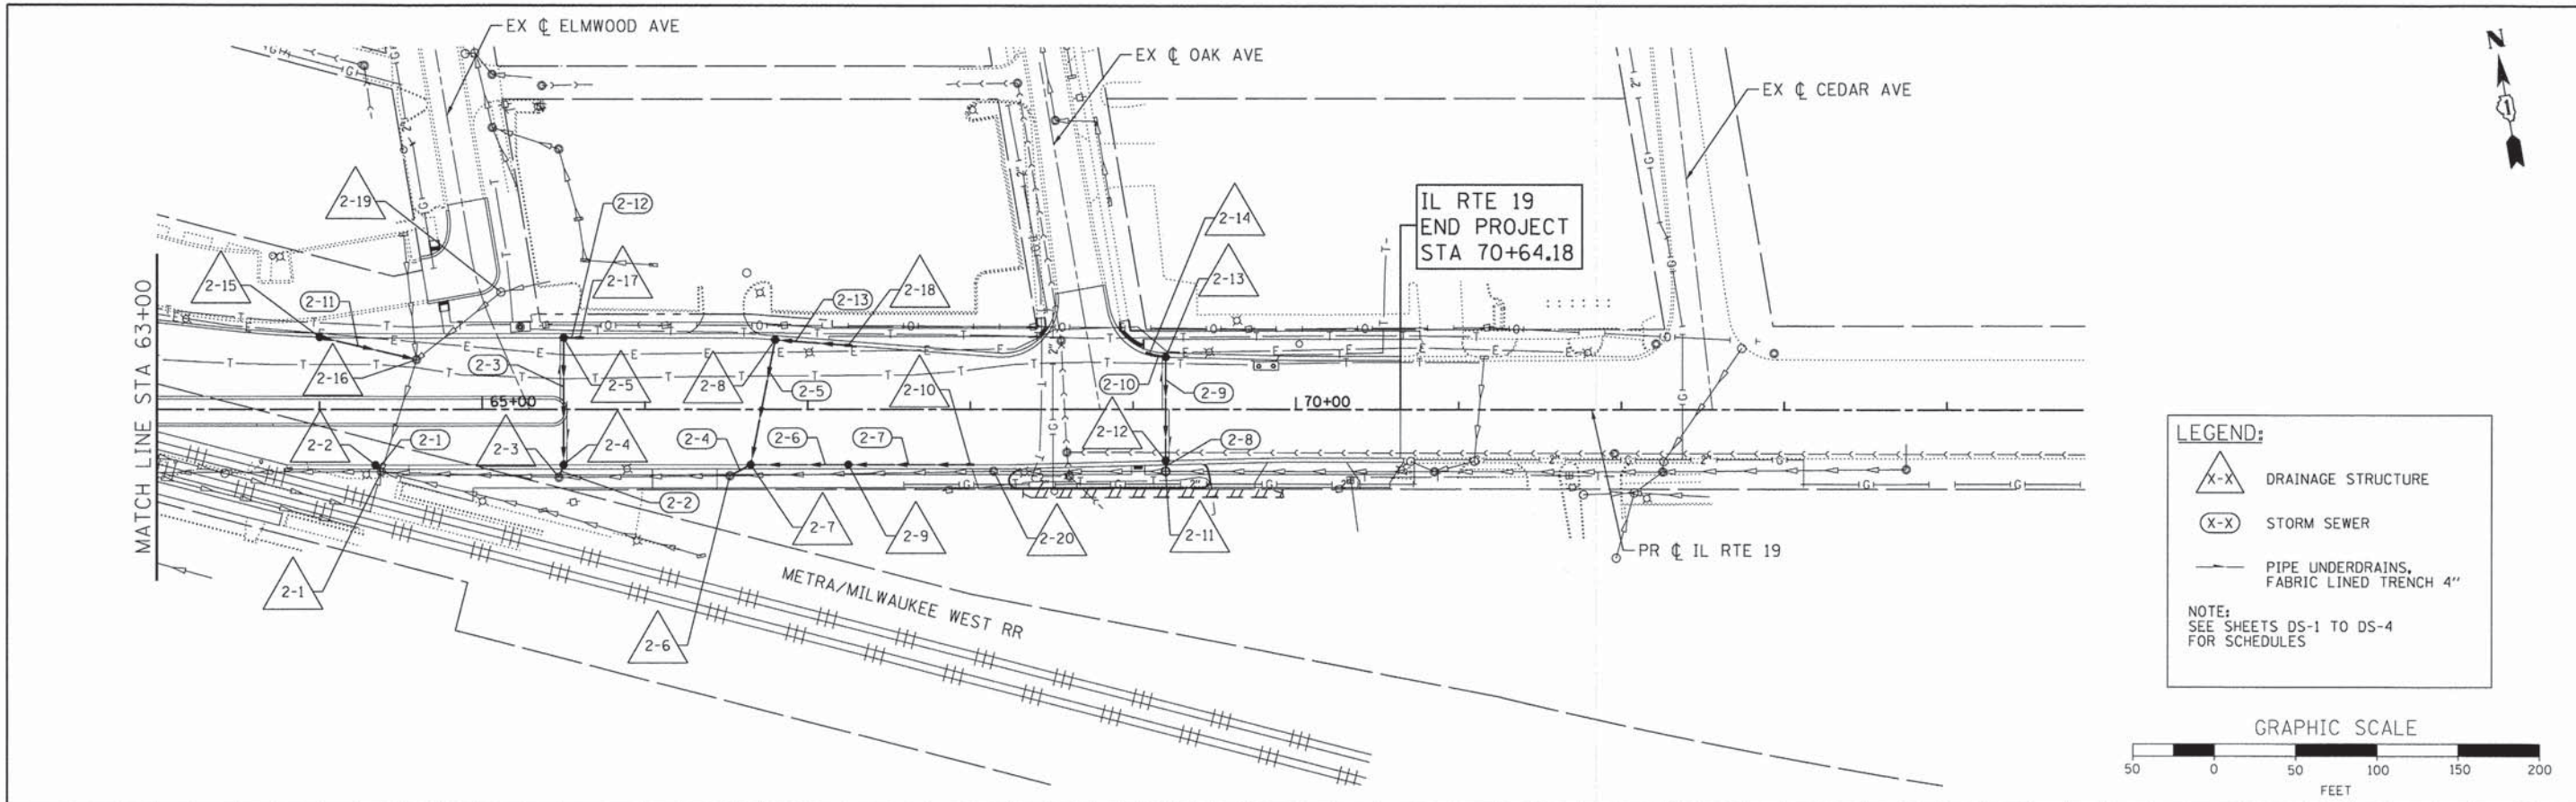 EX ℄ ELMWOOD AVE
EX ℄ OAK AVE
EX ℄ CEDAR AVE
N
1
2-19
2-12
2-14
IL RTE 19
END PROJECT
STA 70+64.18
2-15
2-11
2-17
2-13
2-18
2-13
MATCH LINE STA 63+00
2-16
2-3
2-5
2-8
2-5
2-10
2-10
2-9
65+00
70+00
2-2
2-1
2-3
2-4
2-4
2-6
2-7
2-12
2-8
2-2
2-7
2-9
2-20
2-11
PR ℄ IL RTE 19
2-1
2-6
METRA/MILWAUKEE WEST RR
LEGEND:
X-X DRAINAGE STRUCTURE
X-X STORM SEWER
PIPE UNDERDRAINS,
FABRIC LINED TRENCH 4"
NOTE:
SEE SHEETS DS-1 TO DS-4
FOR SCHEDULES
GRAPHIC SCALE
50 0 50 100 150 200
FEET